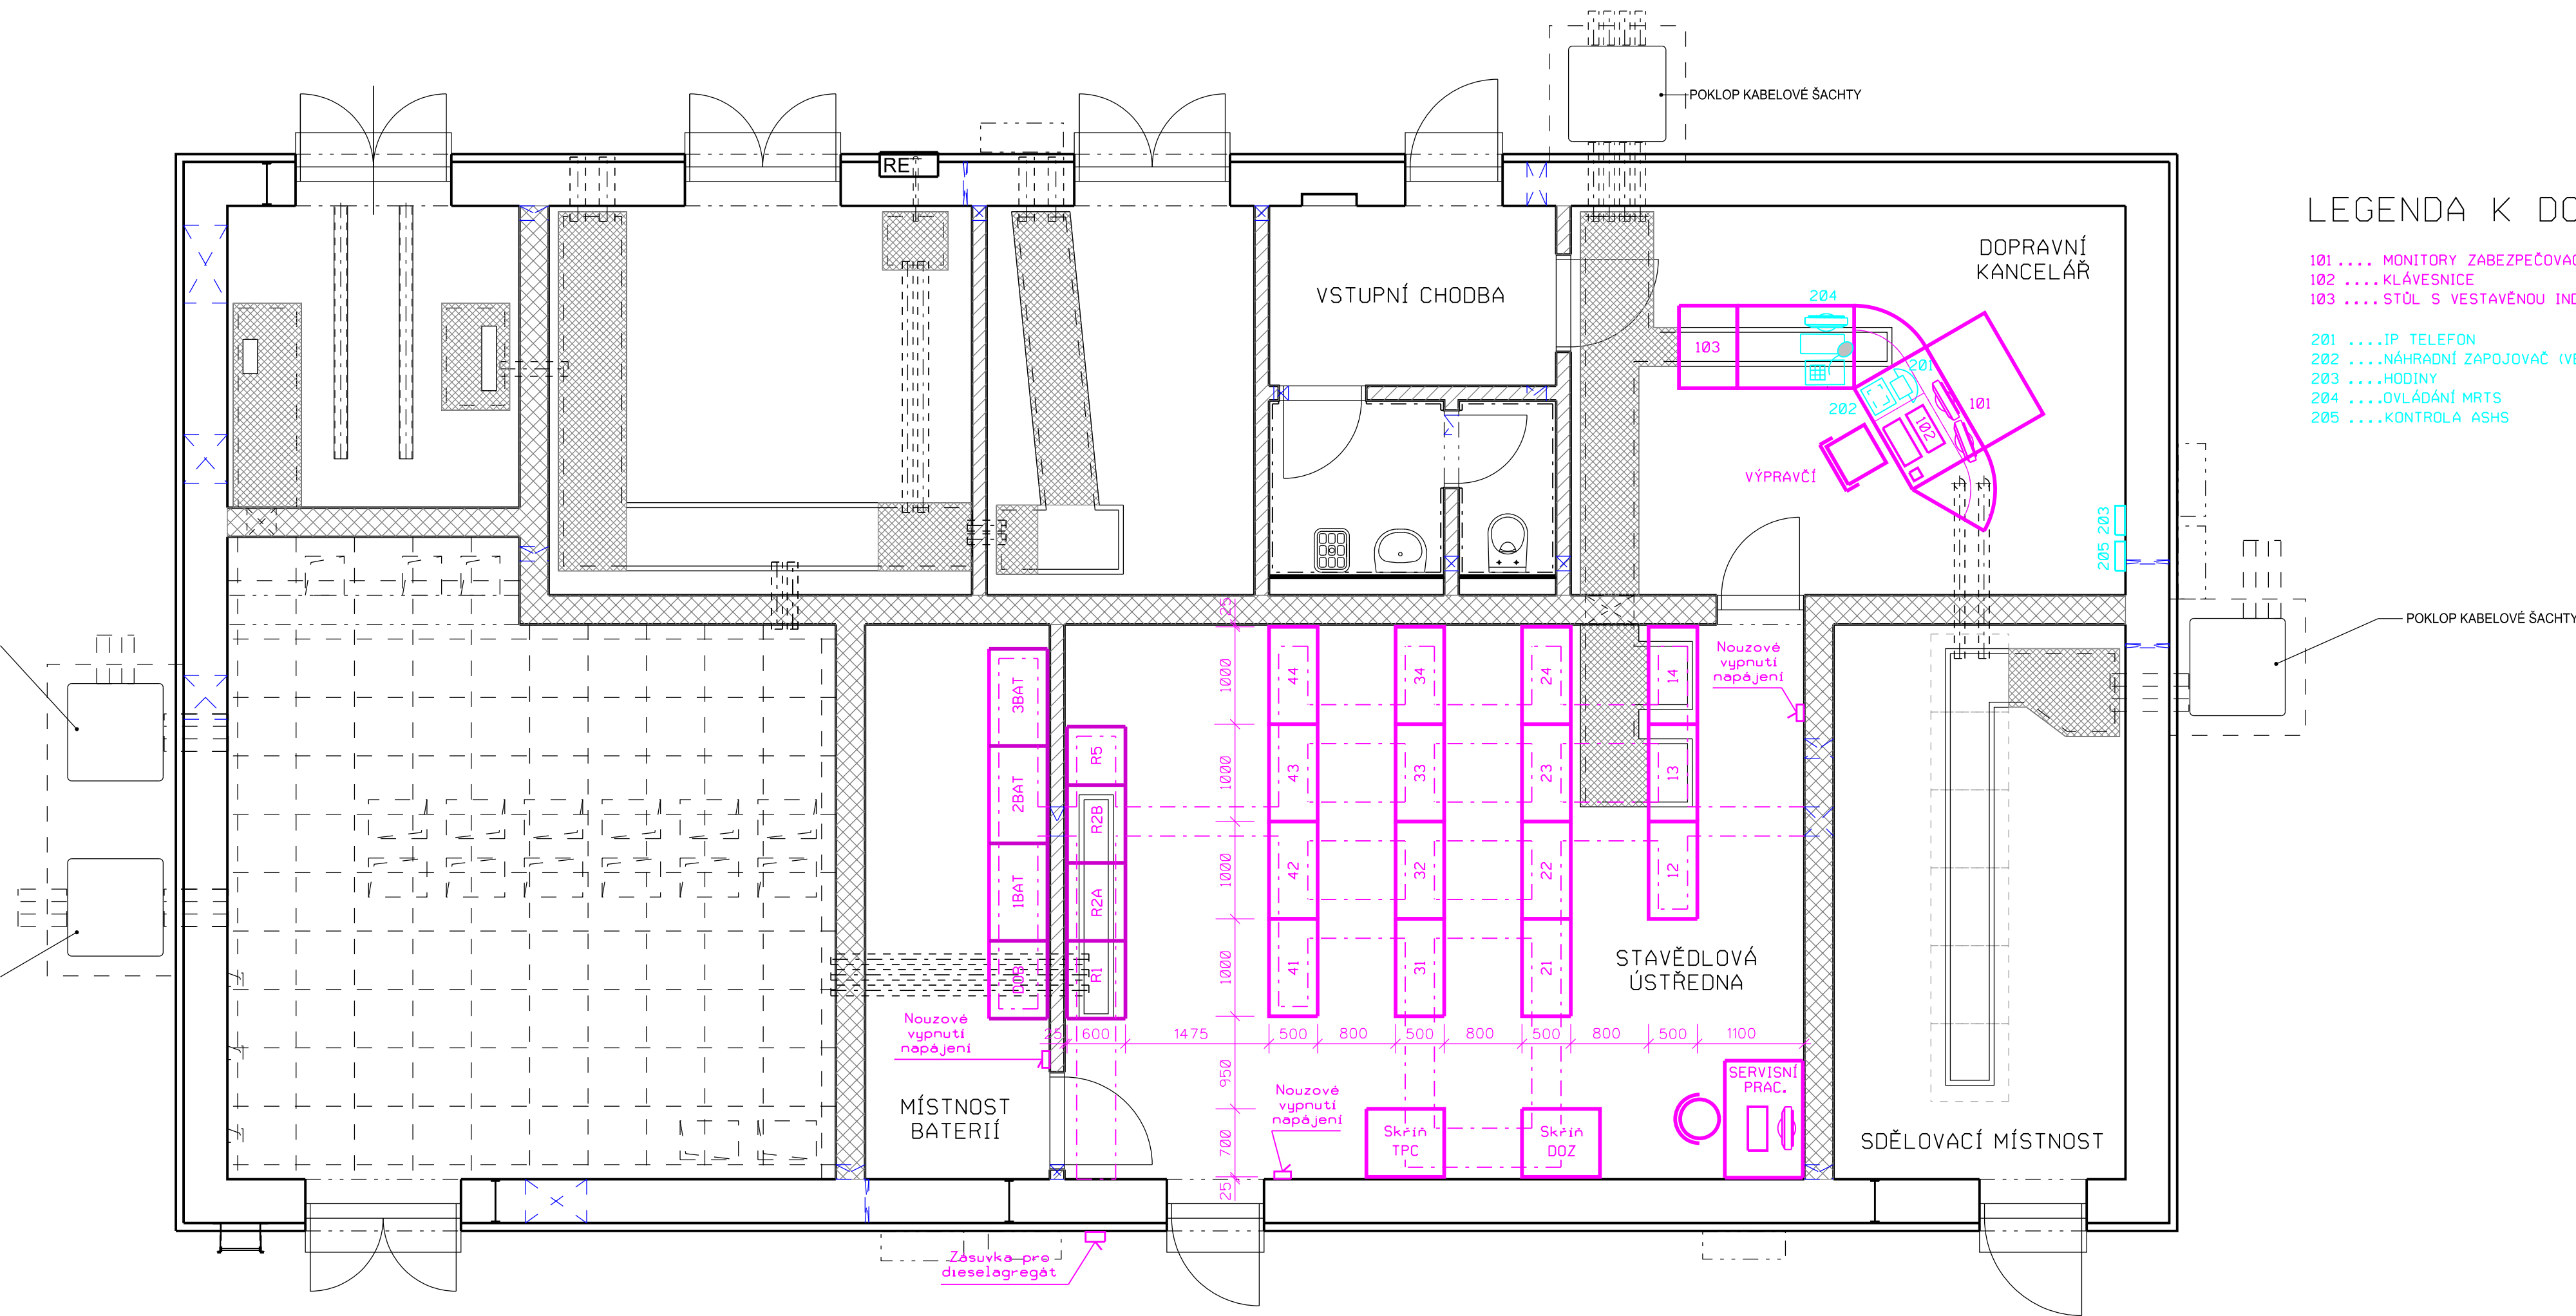 POKLOP KABELOVÉ ŠACHTY
RE
LEGENDA K DO
DOPRAVNÍ
KANCELÁŘ
101 .... MONITORY ZABEZPEČOVAC
102 .... KLÁVESNICE
103 .... STŮL S VESTAVĚNOU IND
201 ....IP TELEFON
202 ....NÁHRADNÍ ZAPOJOVAČ (VE
203 ....HODINY
204 ....OVLÁDÁNÍ MRTS
205 ....KONTROLA ASHS
VSTUPNÍ CHODBA
204
103
201
202
101
102
VÝPRAVČÍ
203
205
POKLOP KABELOVÉ ŠACHTY
25
1000
1000
1000
1000
950
700
25
3BAT
2BAT
1BAT
DOB
R5
R2B
R2A
R1
44
43
42
41
34
33
32
31
24
23
22
21
14
13
12
Nouzové
vypnutí
napájení
STAVĚDLOVÁ
ÚSTŘEDNA
Nouzové
vypnutí
napájení
25
600
1475
500
800
500
800
500
800
500
1100
MÍSTNOST
BATERIÍ
Nouzové
vypnutí
napájení
Skříň
TPC
Skříň
DOZ
SERVISNÍ
PRAC.
SDĚLOVACÍ MÍSTNOST
Zásuvka pro
dieselagregát